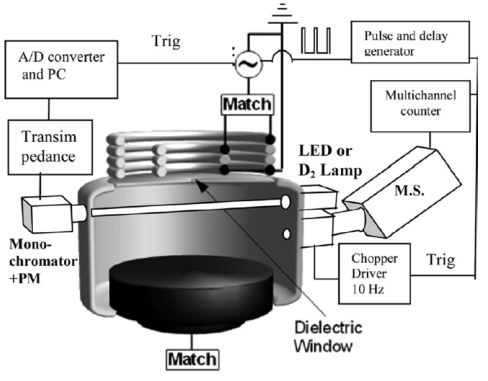 Trig
Pulse and delay
generator
A/D converter
and PC
~
Match
Multichannel
counter
Transim
pedance
LED or
D₂ Lamp
M.S.
Mono-
chromator
+PM
Chopper
Driver
10 Hz
Trig
Dielectric
Window
Match